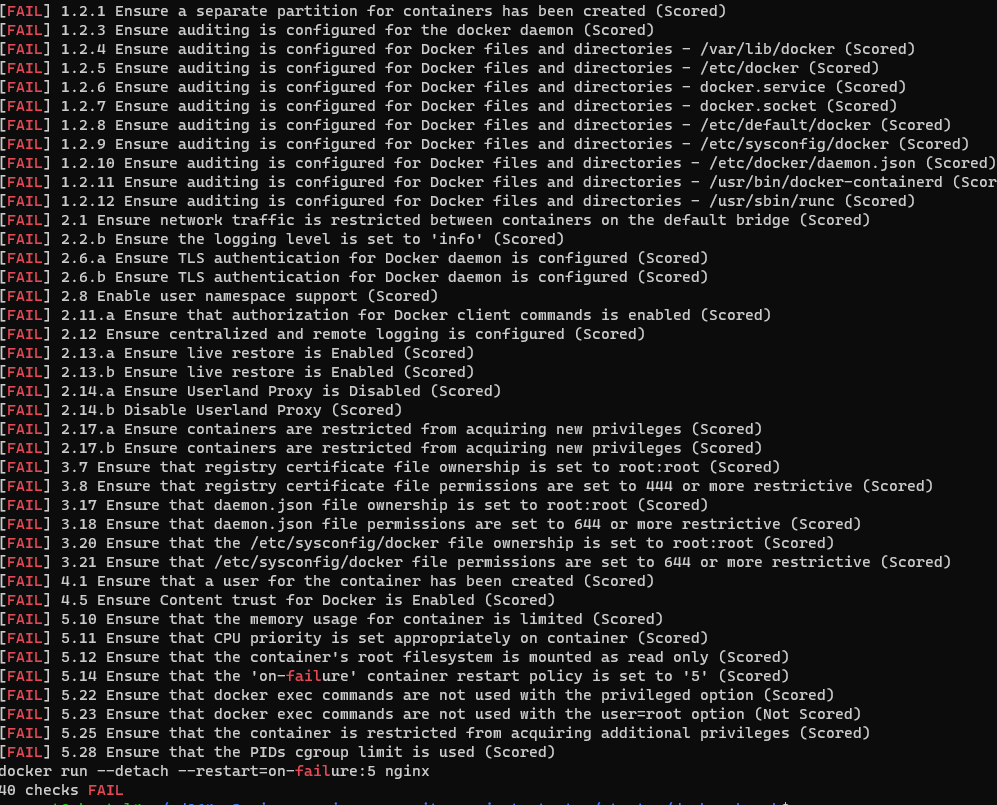 [FAIL] 1.2.1 Ensure a separate partition for containers has been created (Scored)
[FAIL] 1.2.3 Ensure auditing is configured for the docker daemon (Scored)
[FAIL] 1.2.4 Ensure auditing is configured for Docker files and directories - /var/lib/docker (Scored)
[FAIL] 1.2.5 Ensure auditing is configured for Docker files and directories - /etc/docker (Scored)
[FAIL] 1.2.6 Ensure auditing is configured for Docker files and directories - docker.service (Scored)
[FAIL] 1.2.7 Ensure auditing is configured for Docker files and directories - docker.socket (Scored)
[FAIL] 1.2.8 Ensure auditing is configured for Docker files and directories - /etc/default/docker (Scored)
[FAIL] 1.2.9 Ensure auditing is configured for Docker files and directories - /etc/sysconfig/docker (Scored)
[FAIL] 1.2.10 Ensure auditing is configured for Docker files and directories - /etc/docker/daemon.json (Scored)
[FAIL] 1.2.11 Ensure auditing is configured for Docker files and directories - /usr/bin/docker-containerd (Scor
[FAIL] 1.2.12 Ensure auditing is configured for Docker files and directories - /usr/sbin/runc (Scored)
[FAIL] 2.1 Ensure network traffic is restricted between containers on the default bridge (Scored)
[FAIL] 2.2.b Ensure the logging level is set to 'info' (Scored)
[FAIL] 2.6.a Ensure TLS authentication for Docker daemon is configured (Scored)
[FAIL] 2.6.b Ensure TLS authentication for Docker daemon is configured (Scored)
[FAIL] 2.8 Enable user namespace support (Scored)
[FAIL] 2.11.a Ensure that authorization for Docker client commands is enabled (Scored)
[FAIL] 2.12 Ensure centralized and remote logging is configured (Scored)
[FAIL] 2.13.a Ensure live restore is Enabled (Scored)
[FAIL] 2.13.b Ensure live restore is Enabled (Scored)
[FAIL] 2.14.a Ensure Userland Proxy is Disabled (Scored)
[FAIL] 2.14.b Disable Userland Proxy (Scored)
[FAIL] 2.17.a Ensure containers are restricted from acquiring new privileges (Scored)
[FAIL] 2.17.b Ensure containers are restricted from acquiring new privileges (Scored)
[FAIL] 3.7 Ensure that registry certificate file ownership is set to root:root (Scored)
[FAIL] 3.8 Ensure that registry certificate file permissions are set to 444 or more restrictive (Scored)
[FAIL] 3.17 Ensure that daemon.json file ownership is set to root:root (Scored)
[FAIL] 3.18 Ensure that daemon.json file permissions are set to 644 or more restrictive (Scored)
[FAIL] 3.20 Ensure that the /etc/sysconfig/docker file ownership is set to root:root (Scored)
[FAIL] 3.21 Ensure that /etc/sysconfig/docker file permissions are set to 644 or more restrictive (Scored)
[FAIL] 4.1 Ensure that a user for the container has been created (Scored)
[FAIL] 4.5 Ensure Content trust for Docker is Enabled (Scored)
[FAIL] 5.10 Ensure that the memory usage for container is limited (Scored)
[FAIL] 5.11 Ensure that CPU priority is set appropriately on container (Scored)
[FAIL] 5.12 Ensure that the container's root filesystem is mounted as read only (Scored)
[FAIL] 5.14 Ensure that the 'on-failure' container restart policy is set to '5' (Scored)
[FAIL] 5.22 Ensure that docker exec commands are not used with the privileged option (Scored)
[FAIL] 5.23 Ensure that docker exec commands are not used with the user=root option (Not Scored)
[FAIL] 5.25 Ensure that the container is restricted from acquiring additional privileges (Scored)
[FAIL] 5.28 Ensure that the PIDs cgroup limit is used (Scored)
docker run --detach --restart=on-failure:5 nginx
40 checks FAIL